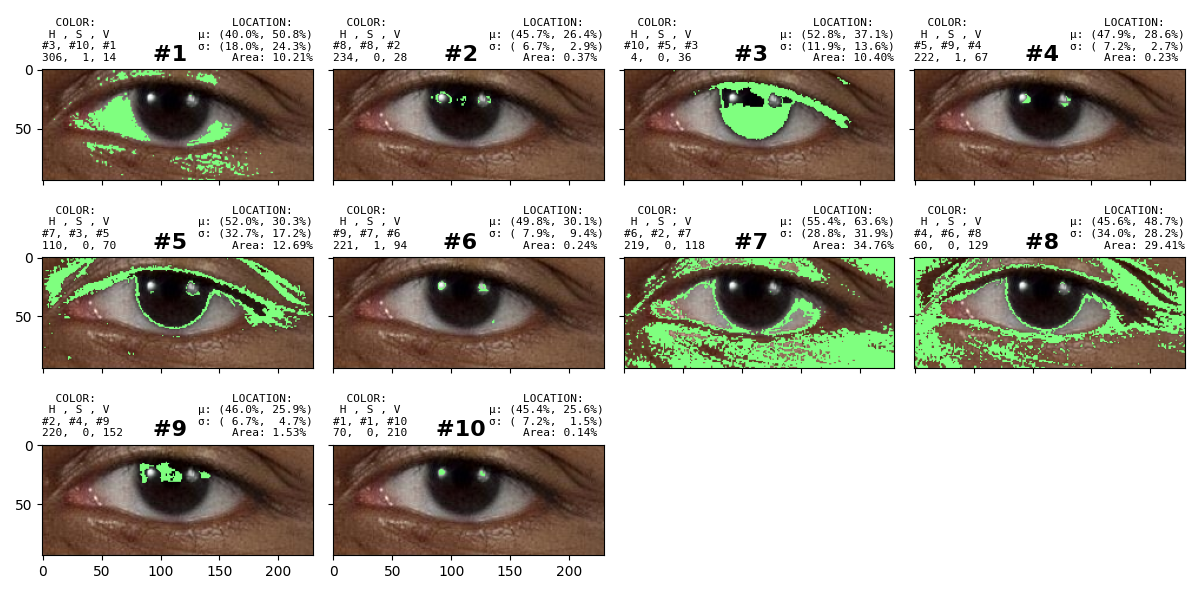 COLOR: LOCATION:
H , S , V μ: (40.0%, 50.8%)
#3, #10, #1 #1 σ: (18.0%, 24.3%)
306, 1, 14 Area: 10.21%
COLOR: LOCATION:
H , S , V μ: (45.7%, 26.4%)
#8, #8, #2 #2 σ: ( 6.7%, 2.9%)
234, 0, 28 Area: 0.37%
COLOR: LOCATION:
H , S , V μ: (52.8%, 37.1%)
#10, #5, #3 #3 σ: (11.9%, 13.6%)
4, 0, 36 Area: 10.40%
COLOR: LOCATION:
H , S , V μ: (47.9%, 28.6%)
#5, #9, #4 #4 σ: ( 7.2%, 2.7%)
222, 1, 67 Area: 0.23%
0
50
COLOR: LOCATION:
H , S , V μ: (52.0%, 30.3%)
#7, #3, #5 #5 σ: (32.7%, 17.2%)
110, 0, 70 Area: 12.69%
COLOR: LOCATION:
H , S , V μ: (49.8%, 30.1%)
#9, #7, #6 #6 σ: ( 7.9%, 9.4%)
221, 1, 94 Area: 0.24%
COLOR: LOCATION:
H , S , V μ: (55.4%, 63.6%)
#6, #2, #7 #7 σ: (28.8%, 31.9%)
219, 0, 118 Area: 34.76%
COLOR: LOCATION:
H , S , V μ: (45.6%, 48.7%)
#4, #6, #8 #8 σ: (34.0%, 28.2%)
60, 0, 129 Area: 29.41%
0
50
COLOR: LOCATION:
H , S , V μ: (46.0%, 25.9%)
#2, #4, #9 #9 σ: ( 6.7%, 4.7%)
220, 0, 152 Area: 1.53%
COLOR: LOCATION:
H , S , V μ: (45.4%, 25.6%)
#1, #1, #10 #10 σ: ( 7.2%, 1.5%)
70, 0, 210 Area: 0.14%
0
50
0 50 100 150 200
0 50 100 150 200